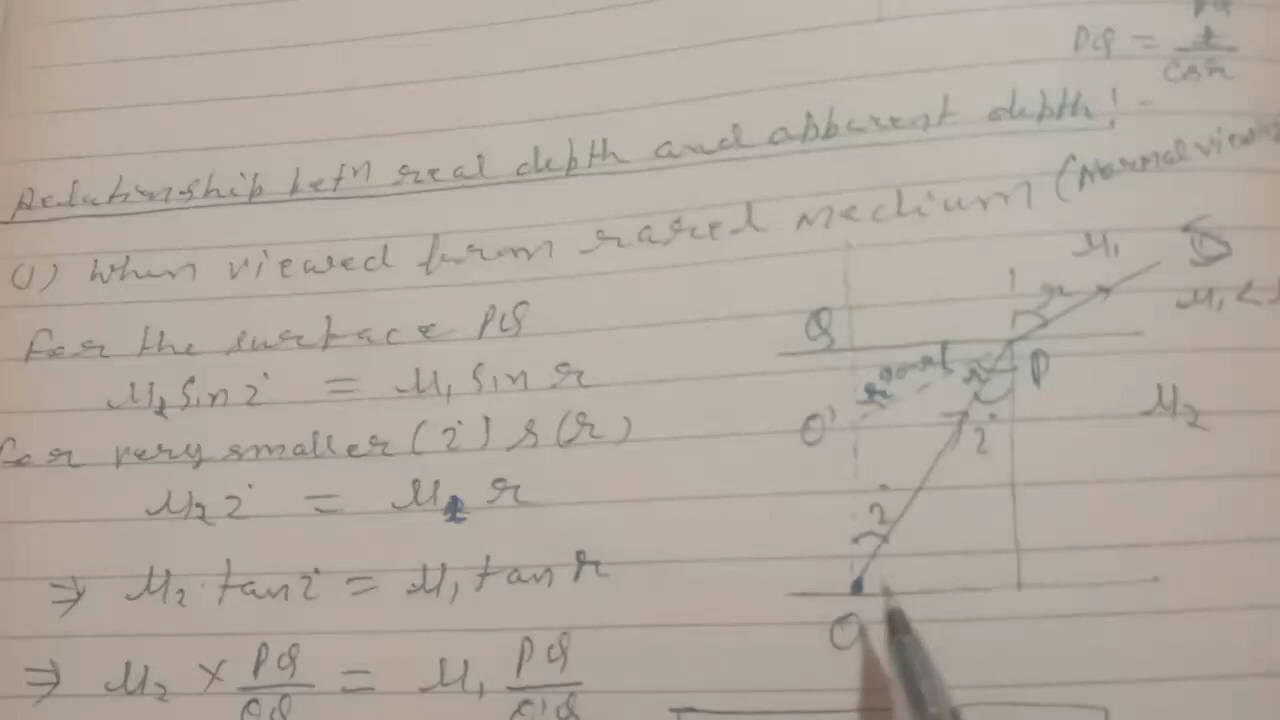 PQ = t / cos r
Relationship betn real depth and apparent depth! -
(1) When viewed from rarer medium (Normal viewin
For the surface PQ
μ₂ sin i = μ₁ sin r
for very smaller (i) & (r)
μ₂ i = μ₁ r
⇒ μ₂ · tan i = μ₁ tan r
⇒ μ₂ × PQ / OQ = μ₁ PQ / O'Q
μ₁
r
μ₁ <
Q
P
r
O'
i
μ₂
i
O